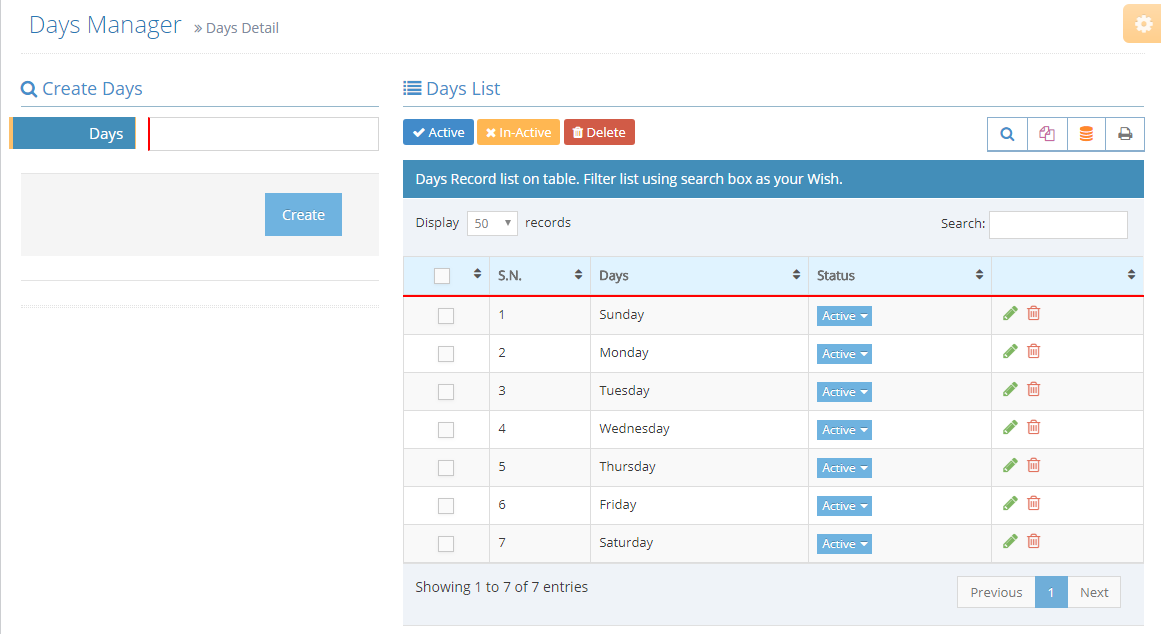 Days Manager » Days Detail
Create Days
Days
Create
Days List
Active In-Active Delete
Days Record list on table. Filter list using search box as your Wish.
Display 50 records Search:
S.N. Days Status
1 Sunday Active
2 Monday Active
3 Tuesday Active
4 Wednesday Active
5 Thursday Active
6 Friday Active
7 Saturday Active
Showing 1 to 7 of 7 entries Previous 1 Next